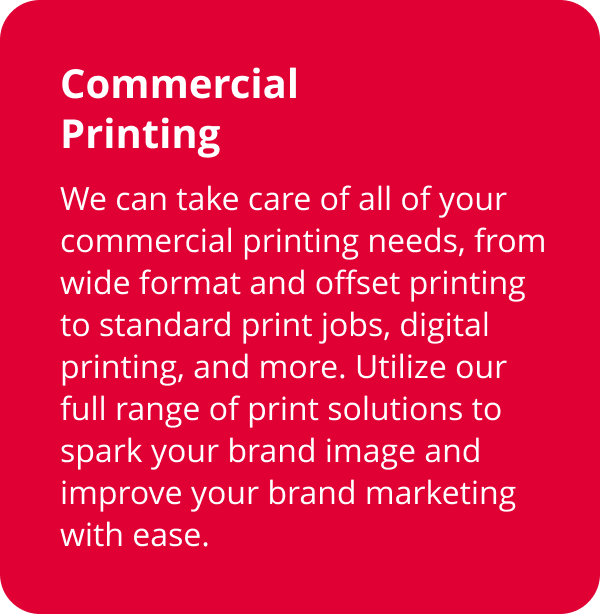 Commercial
Printing
We can take care of all of your
commercial printing needs, from
wide format and offset printing
to standard print jobs, digital
printing, and more. Utilize our
full range of print solutions to
spark your brand image and
improve your brand marketing
with ease.